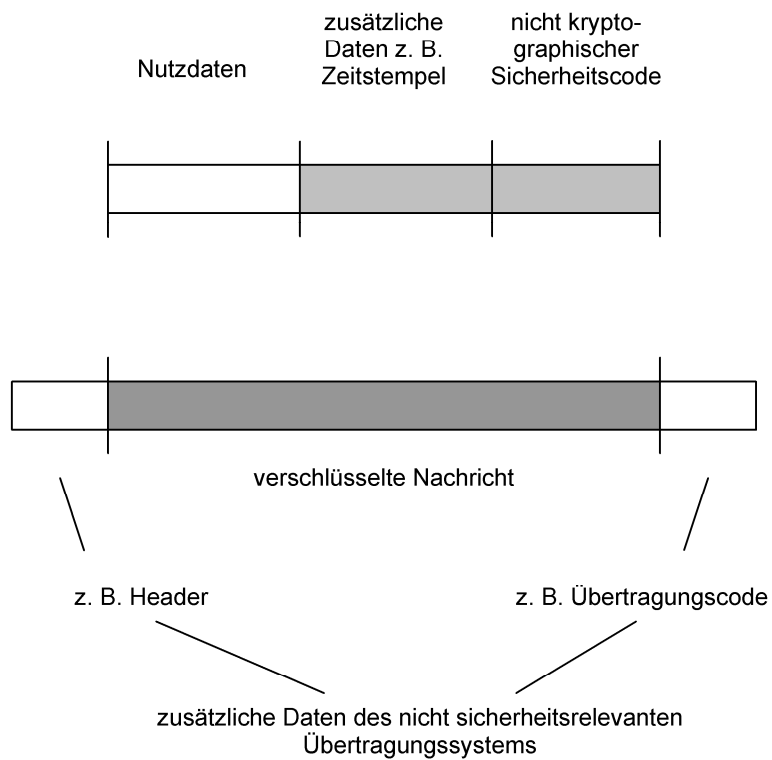 Nutzdaten
zusätzliche
Daten z. B.
Zeitstempel
nicht krypto-
graphischer
Sicherheitscode
verschlüsselte Nachricht
z. B. Header
z. B. Übertragungscode
zusätzliche Daten des nicht sicherheitsrelevanten
Übertragungssystems